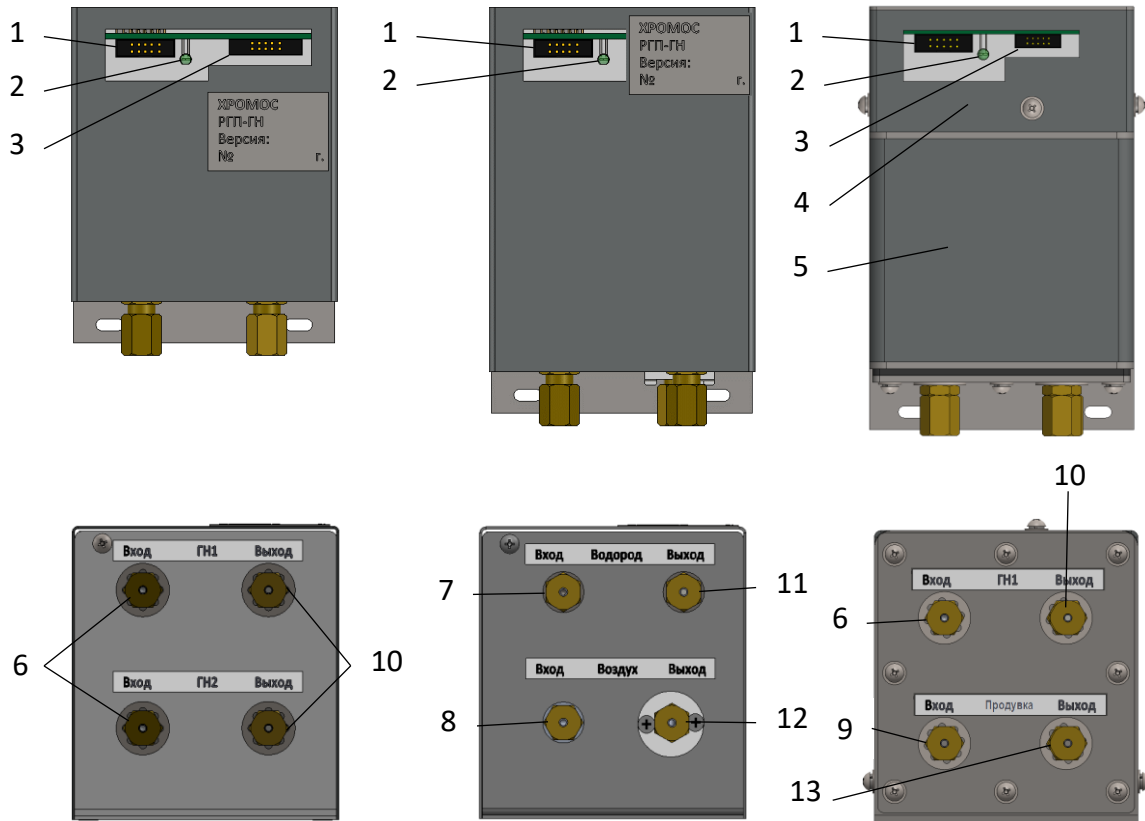 1
2
3
ХРОМОС
РГП-ГН
Версия:
№ г.
1
2
ХРОМОС
РГП-ГН
Версия:
№ г.
1
2
3
4
5
Вход ГН1 Выход
6
10
Вход ГН2 Выход
Вход Водород Выход
7
11
Вход Воздух Выход
8
12
10
Вход ГН1 Выход
6
Вход Продувка Выход
9
13